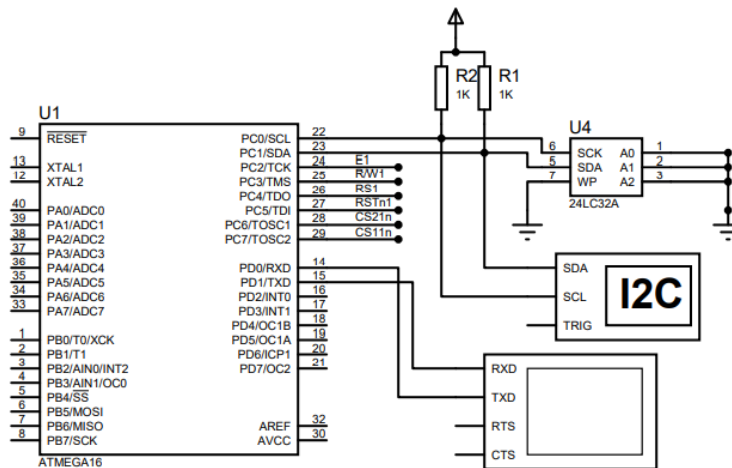 R2
1K
R1
1K
U1
9
RESET
13
XTAL1
12
XTAL2
40
PA0/ADC0
39
PA1/ADC1
38
PA2/ADC2
37
PA3/ADC3
36
PA4/ADC4
35
PA5/ADC5
34
PA6/ADC6
33
PA7/ADC7
1
PB0/T0/XCK
2
PB1/T1
3
PB2/AIN0/INT2
4
PB3/AIN1/OC0
5
PB4/SS
6
PB5/MOSI
7
PB6/MISO
8
PB7/SCK
PC0/SCL
22
PC1/SDA
23
PC2/TCK
24
E1
PC3/TMS
25
R/W1
PC4/TDO
26
RS1
PC5/TDI
27
RSTn1
PC6/TOSC1
28
CS21n
PC7/TOSC2
29
CS11n
PD0/RXD
14
PD1/TXD
15
PD2/INT0
16
PD3/INT1
17
PD4/OC1B
18
PD5/OC1A
19
PD6/ICP1
20
PD7/OC2
21
AREF
32
AVCC
30
ATMEGA16
U4
6
SCK
A0
1
5
SDA
A1
2
7
WP
A2
3
24LC32A
SDA
SCL
TRIG
I2C
RXD
TXD
RTS
CTS